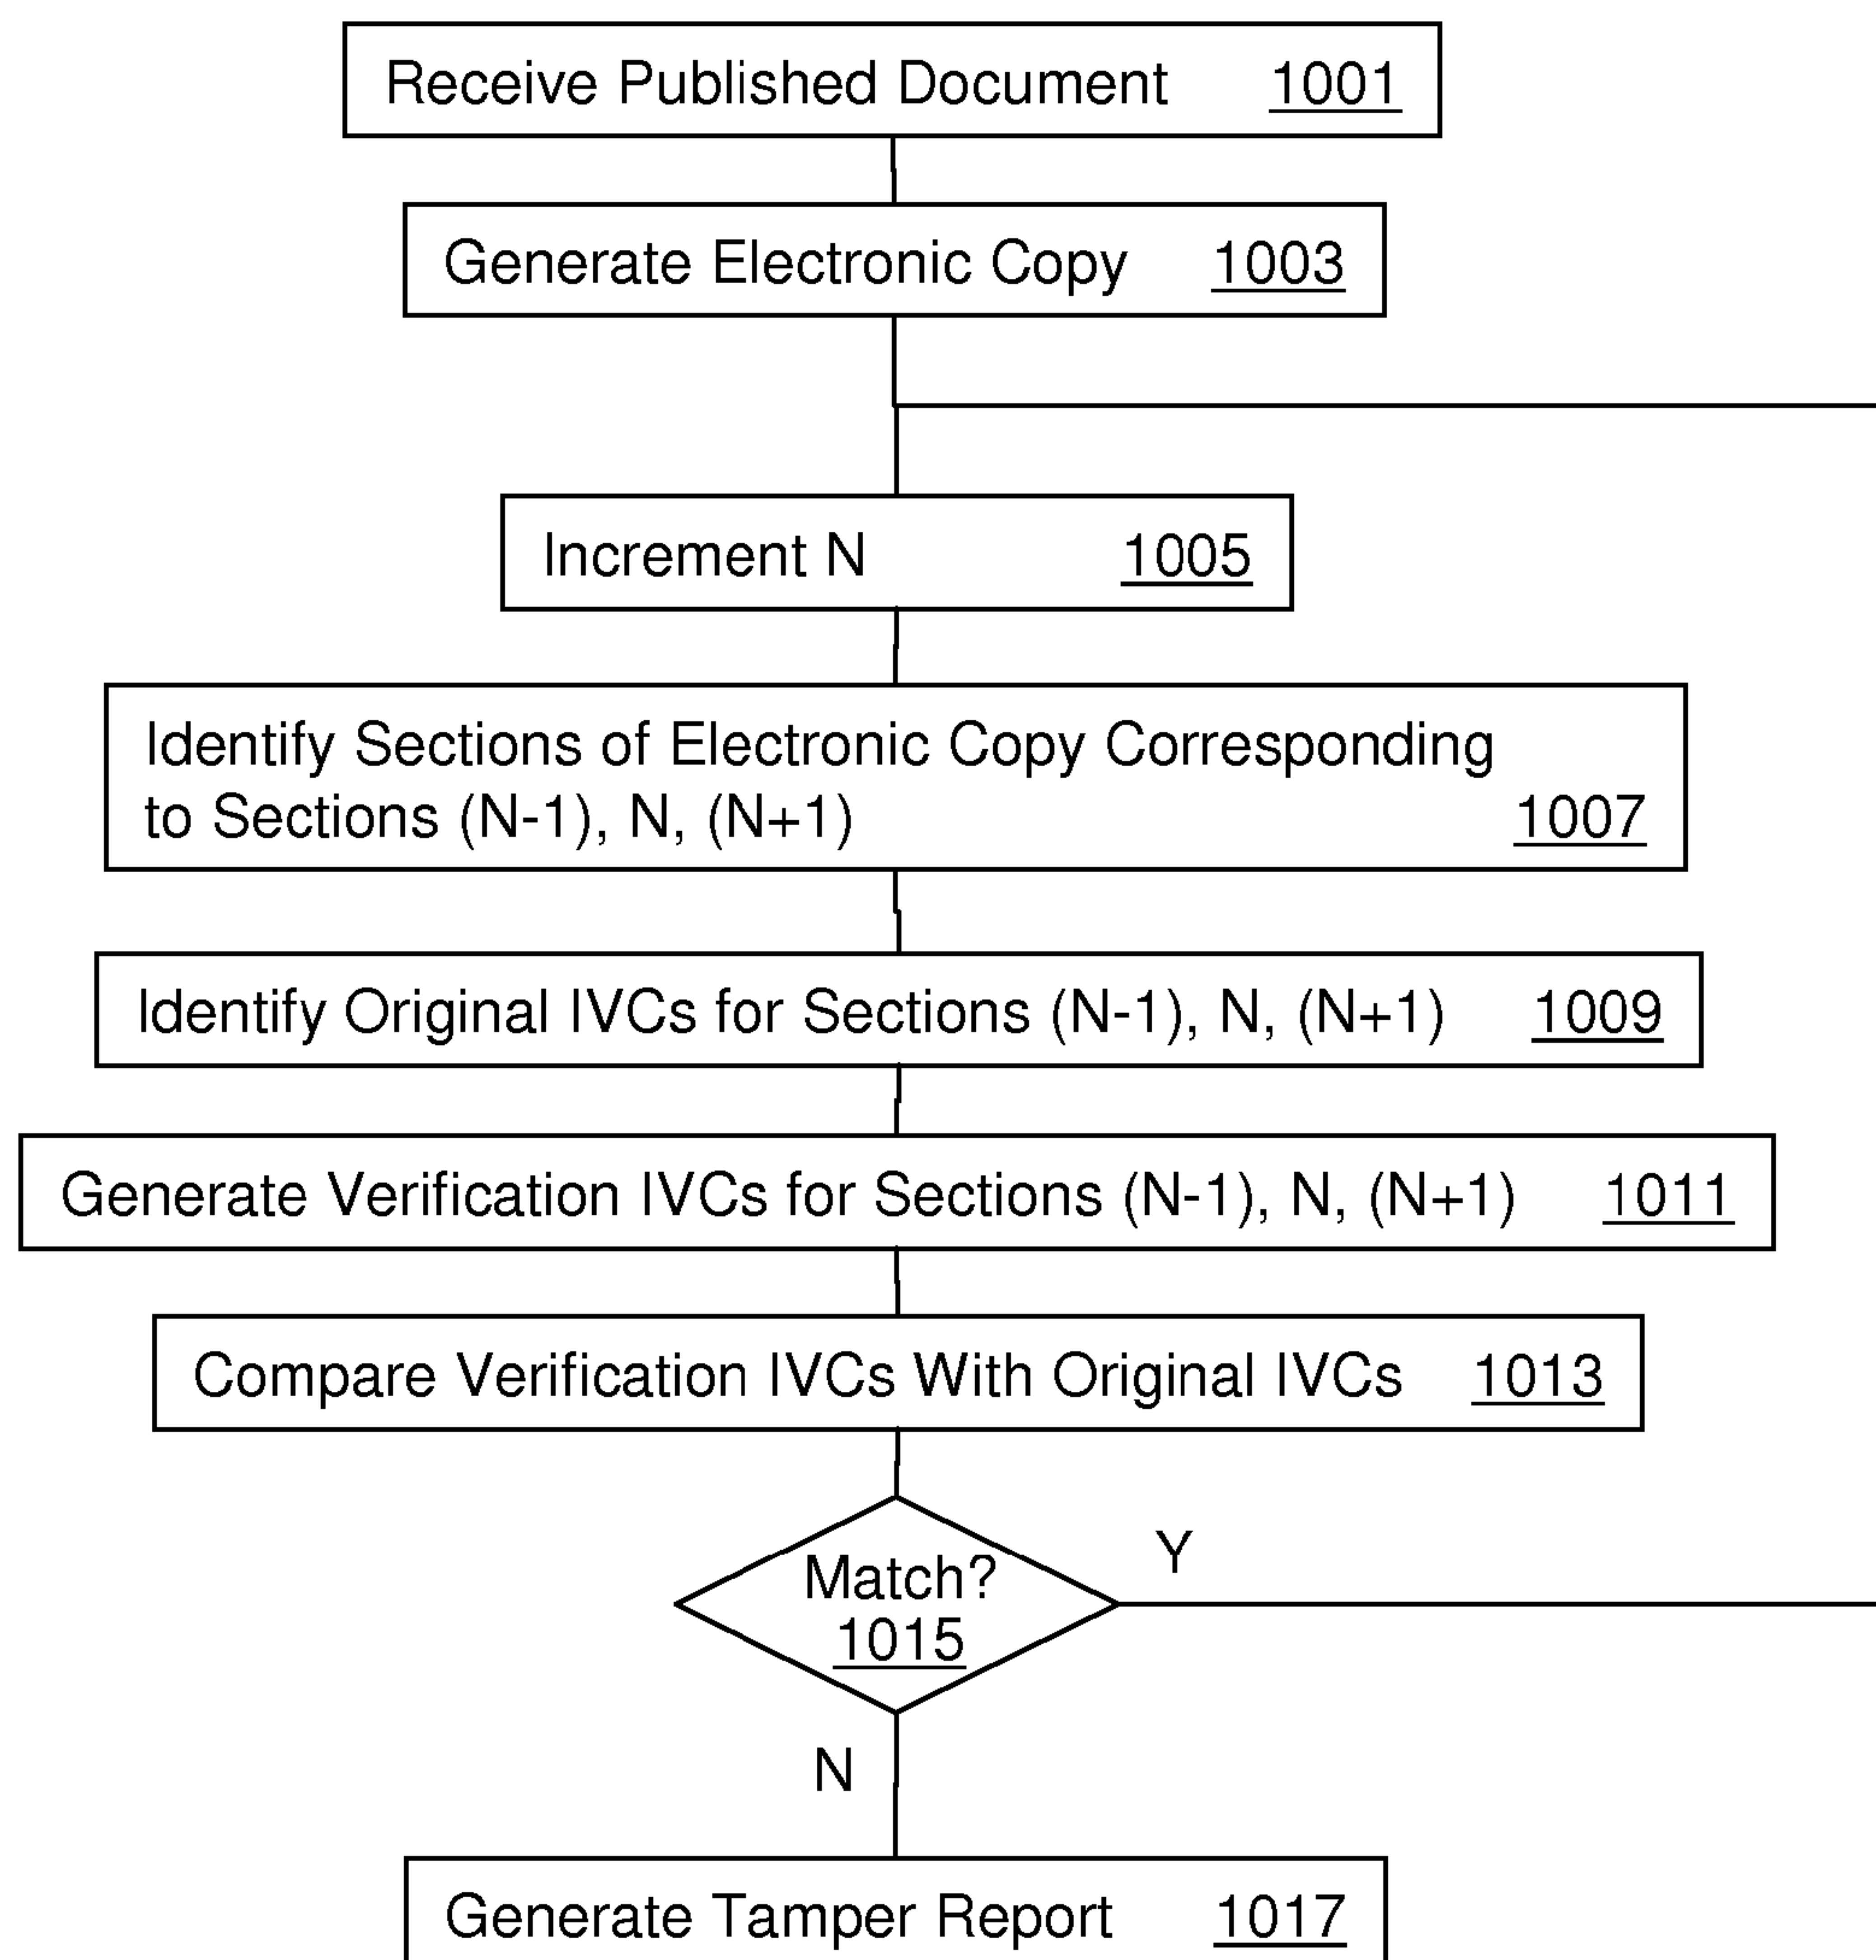 Receive Published Document 1001
Generate Electronic Copy 1003
Increment N 1005
Identify Sections of Electronic Copy Corresponding
to Sections (N-1), N, (N+1) 1007
Identify Original IVCs for Sections (N-1), N, (N+1) 1009
Generate Verification IVCs for Sections (N-1), N, (N+1) 1011
Compare Verification IVCs With Original IVCs 1013
Y
Match?
1015
N
Generate Tamper Report 1017